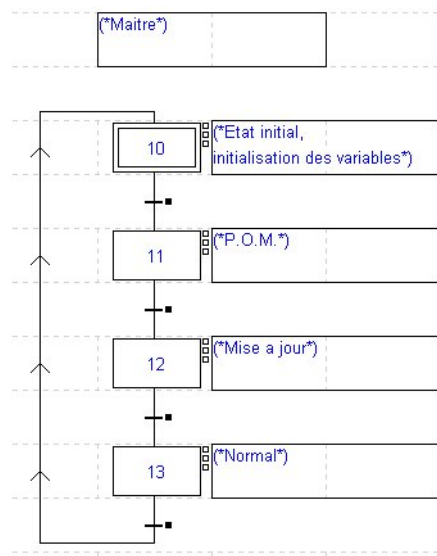 (*Maitre*)
10
(*Etat initial,
initialisation des variables*)
11
(*P.O.M.*)
12
(*Mise a jour*)
13
(*Normal*)